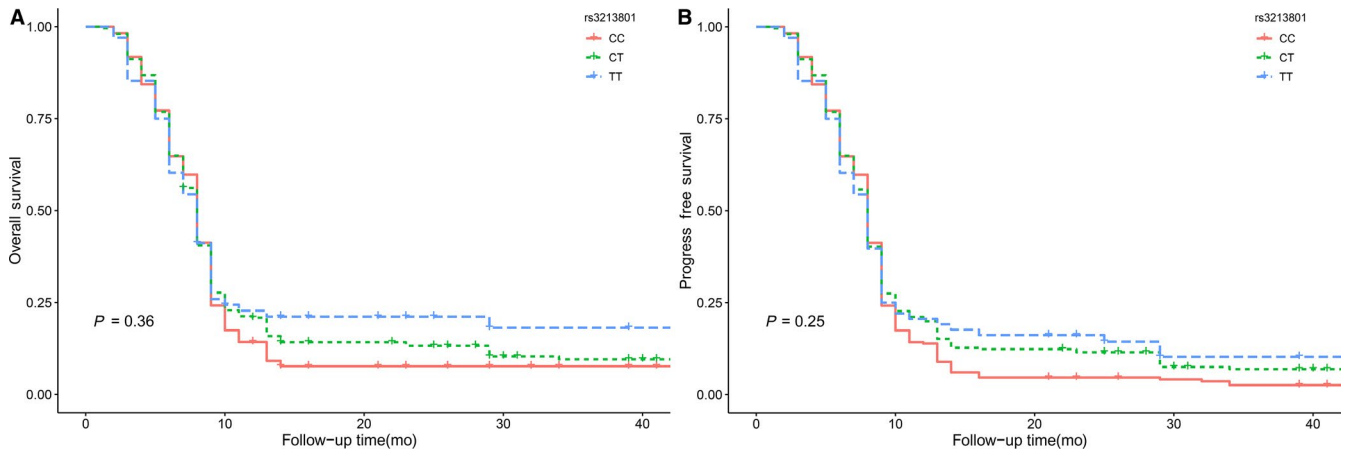 A
rs3213801
CC
CT
TT
1.00
0.75
0.50
0.25
0.00
Overall survival
P = 0.36
0
10
20
30
40
Follow−up time(mo)
B
rs3213801
CC
CT
TT
1.00
0.75
0.50
0.25
0.00
Progress free survival
P = 0.25
0
10
20
30
40
Follow−up time(mo)